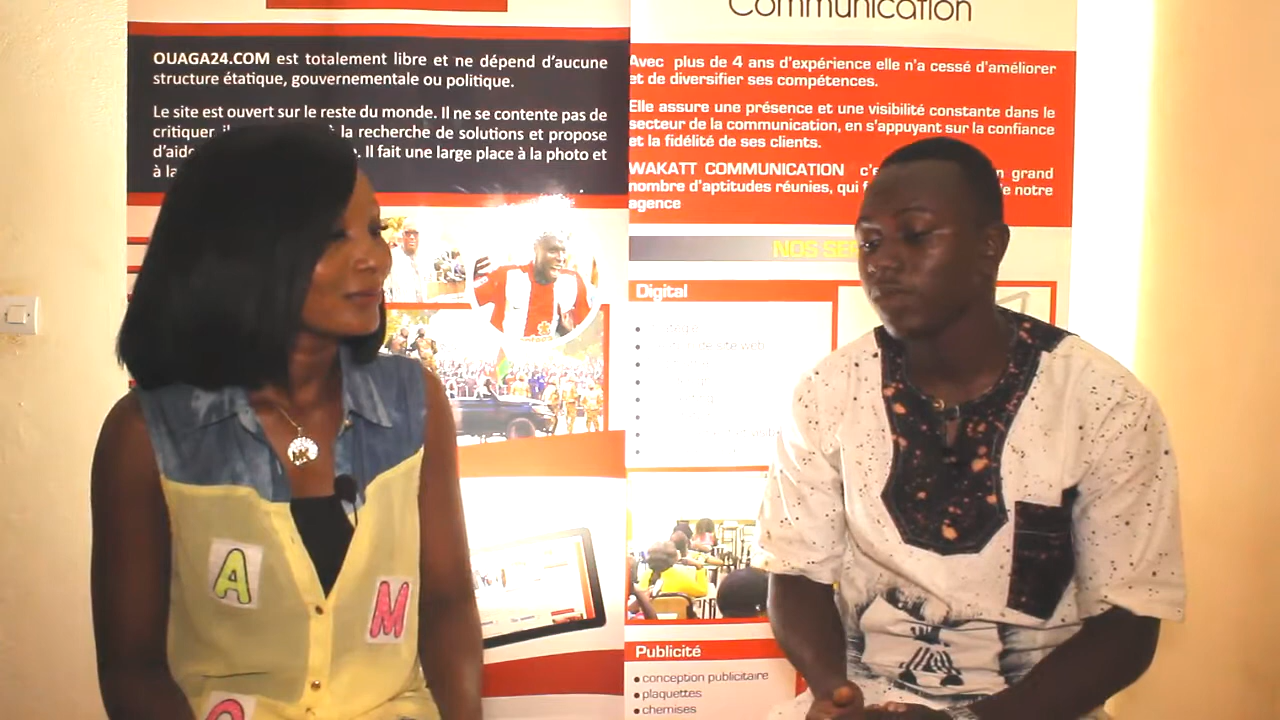 OUAGA24.COM est totalement libre et ne dépend d'aucune
structure étatique, gouvernementale ou politique.
Le site est ouvert sur le reste du monde. Il ne se contente pas de
critiquer, à la recherche de solutions et propose
d'aide Il fait une large place à la photo et
à la
Communication
Avec plus de 4 ans d'expérience elle n'a cessé d'améliorer
et de diversifier ses compétences.
Elle assure une présence et une visibilité constante dans le
secteur de la communication, en s'appuyant sur la confiance
et la fidélité de ses clients.
WAKATT COMMUNICATION c'e n grand
nombre d'aptitudes réunies, qui notre
agence
NOS SE
Digital
site web
Publicité
conception publicitaire
plaquettes
chemises
A
M